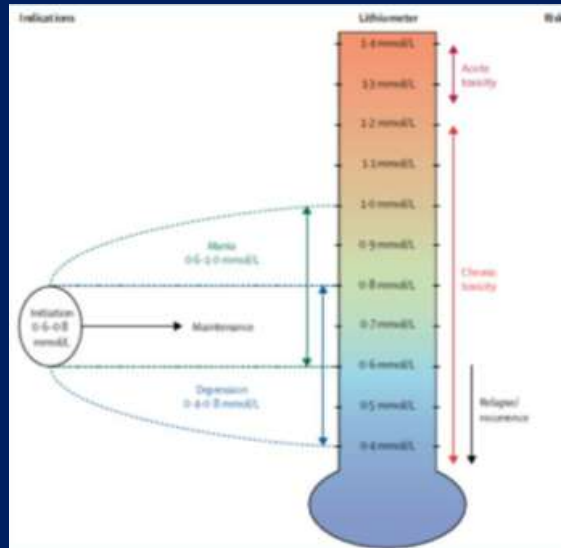 Indications
Lithiometer
Risk
1·4 mmol/L
Acute
toxicity
1·3 mmol/L
1·2 mmol/L
1·1 mmol/L
1·0 mmol/L
Mania
0·6–1·0 mmol/L
0·9 mmol/L
0·8 mmol/L
Chronic
toxicity
Initiation
0·6–0·8
mmol/L
Maintenance
0·7 mmol/L
0·6 mmol/L
Depression
0·4–0·8 mmol/L
0·5 mmol/L
Relapse/
recurrence
0·4 mmol/L